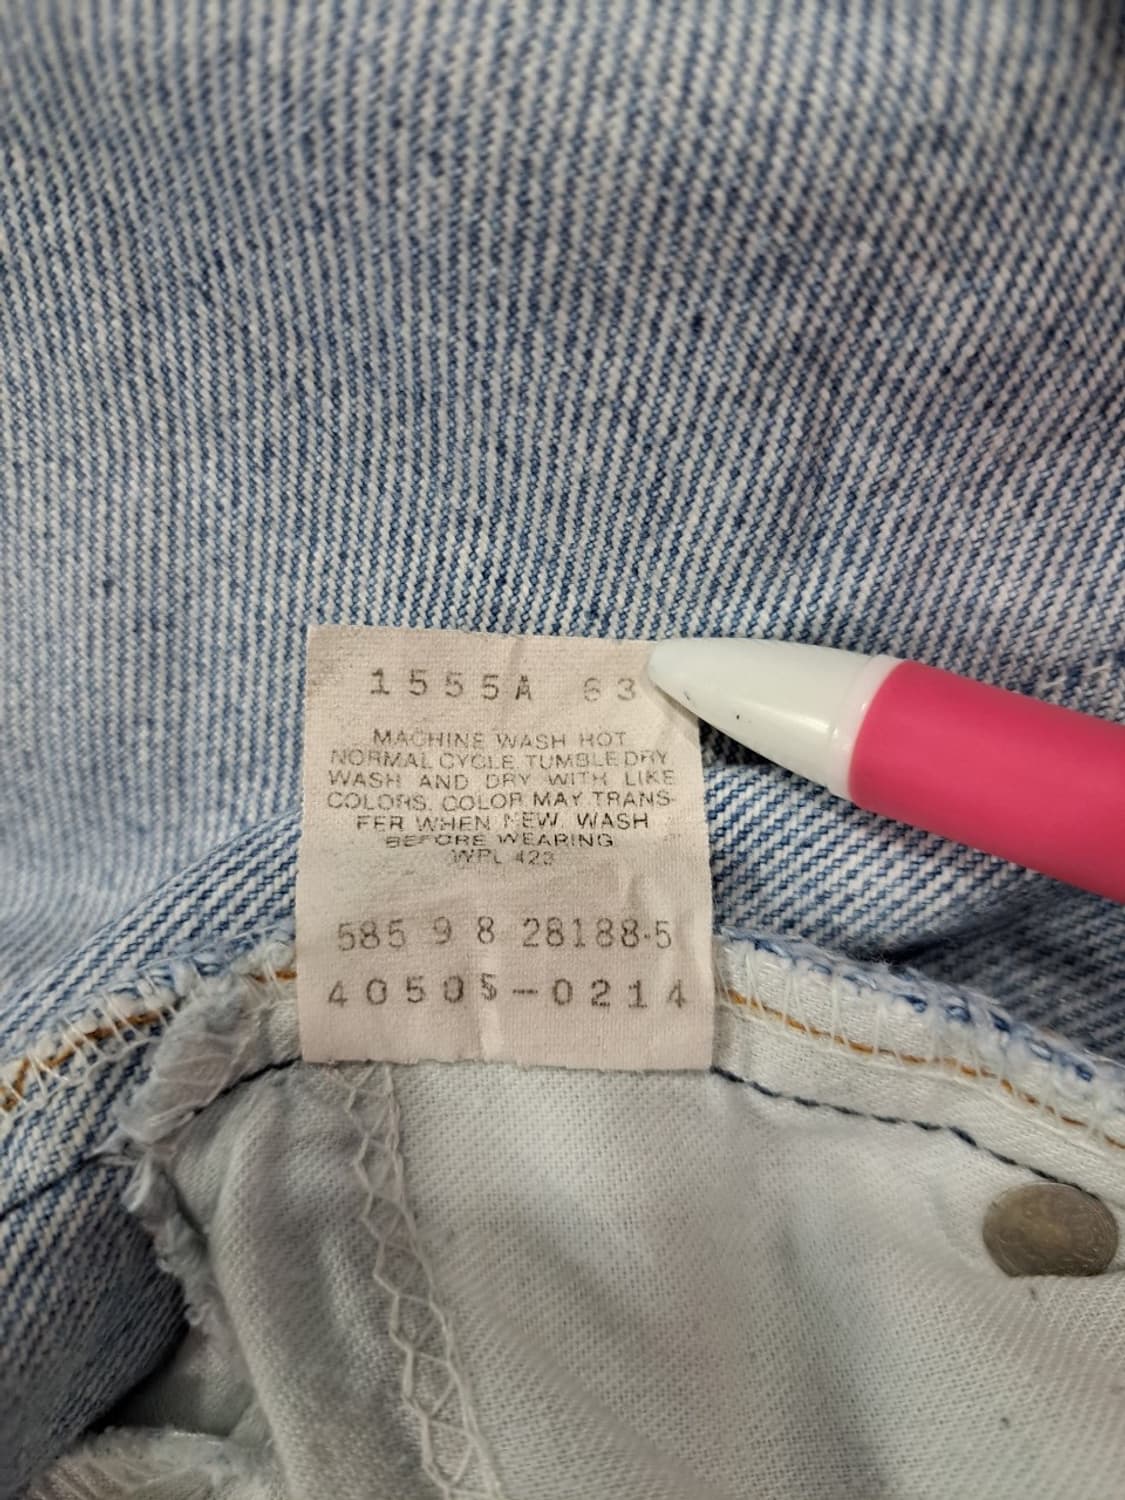 1555A 63
MACHINE WASH HOT
NORMAL CYCLE TUMBLE DRY
WASH AND DRY WITH LIKE
COLORS. COLOR MAY TRANS-
FER WHEN NEW. WASH
BEFORE WEARING
WPL 423
585 9 8 28188·5
40505-0214